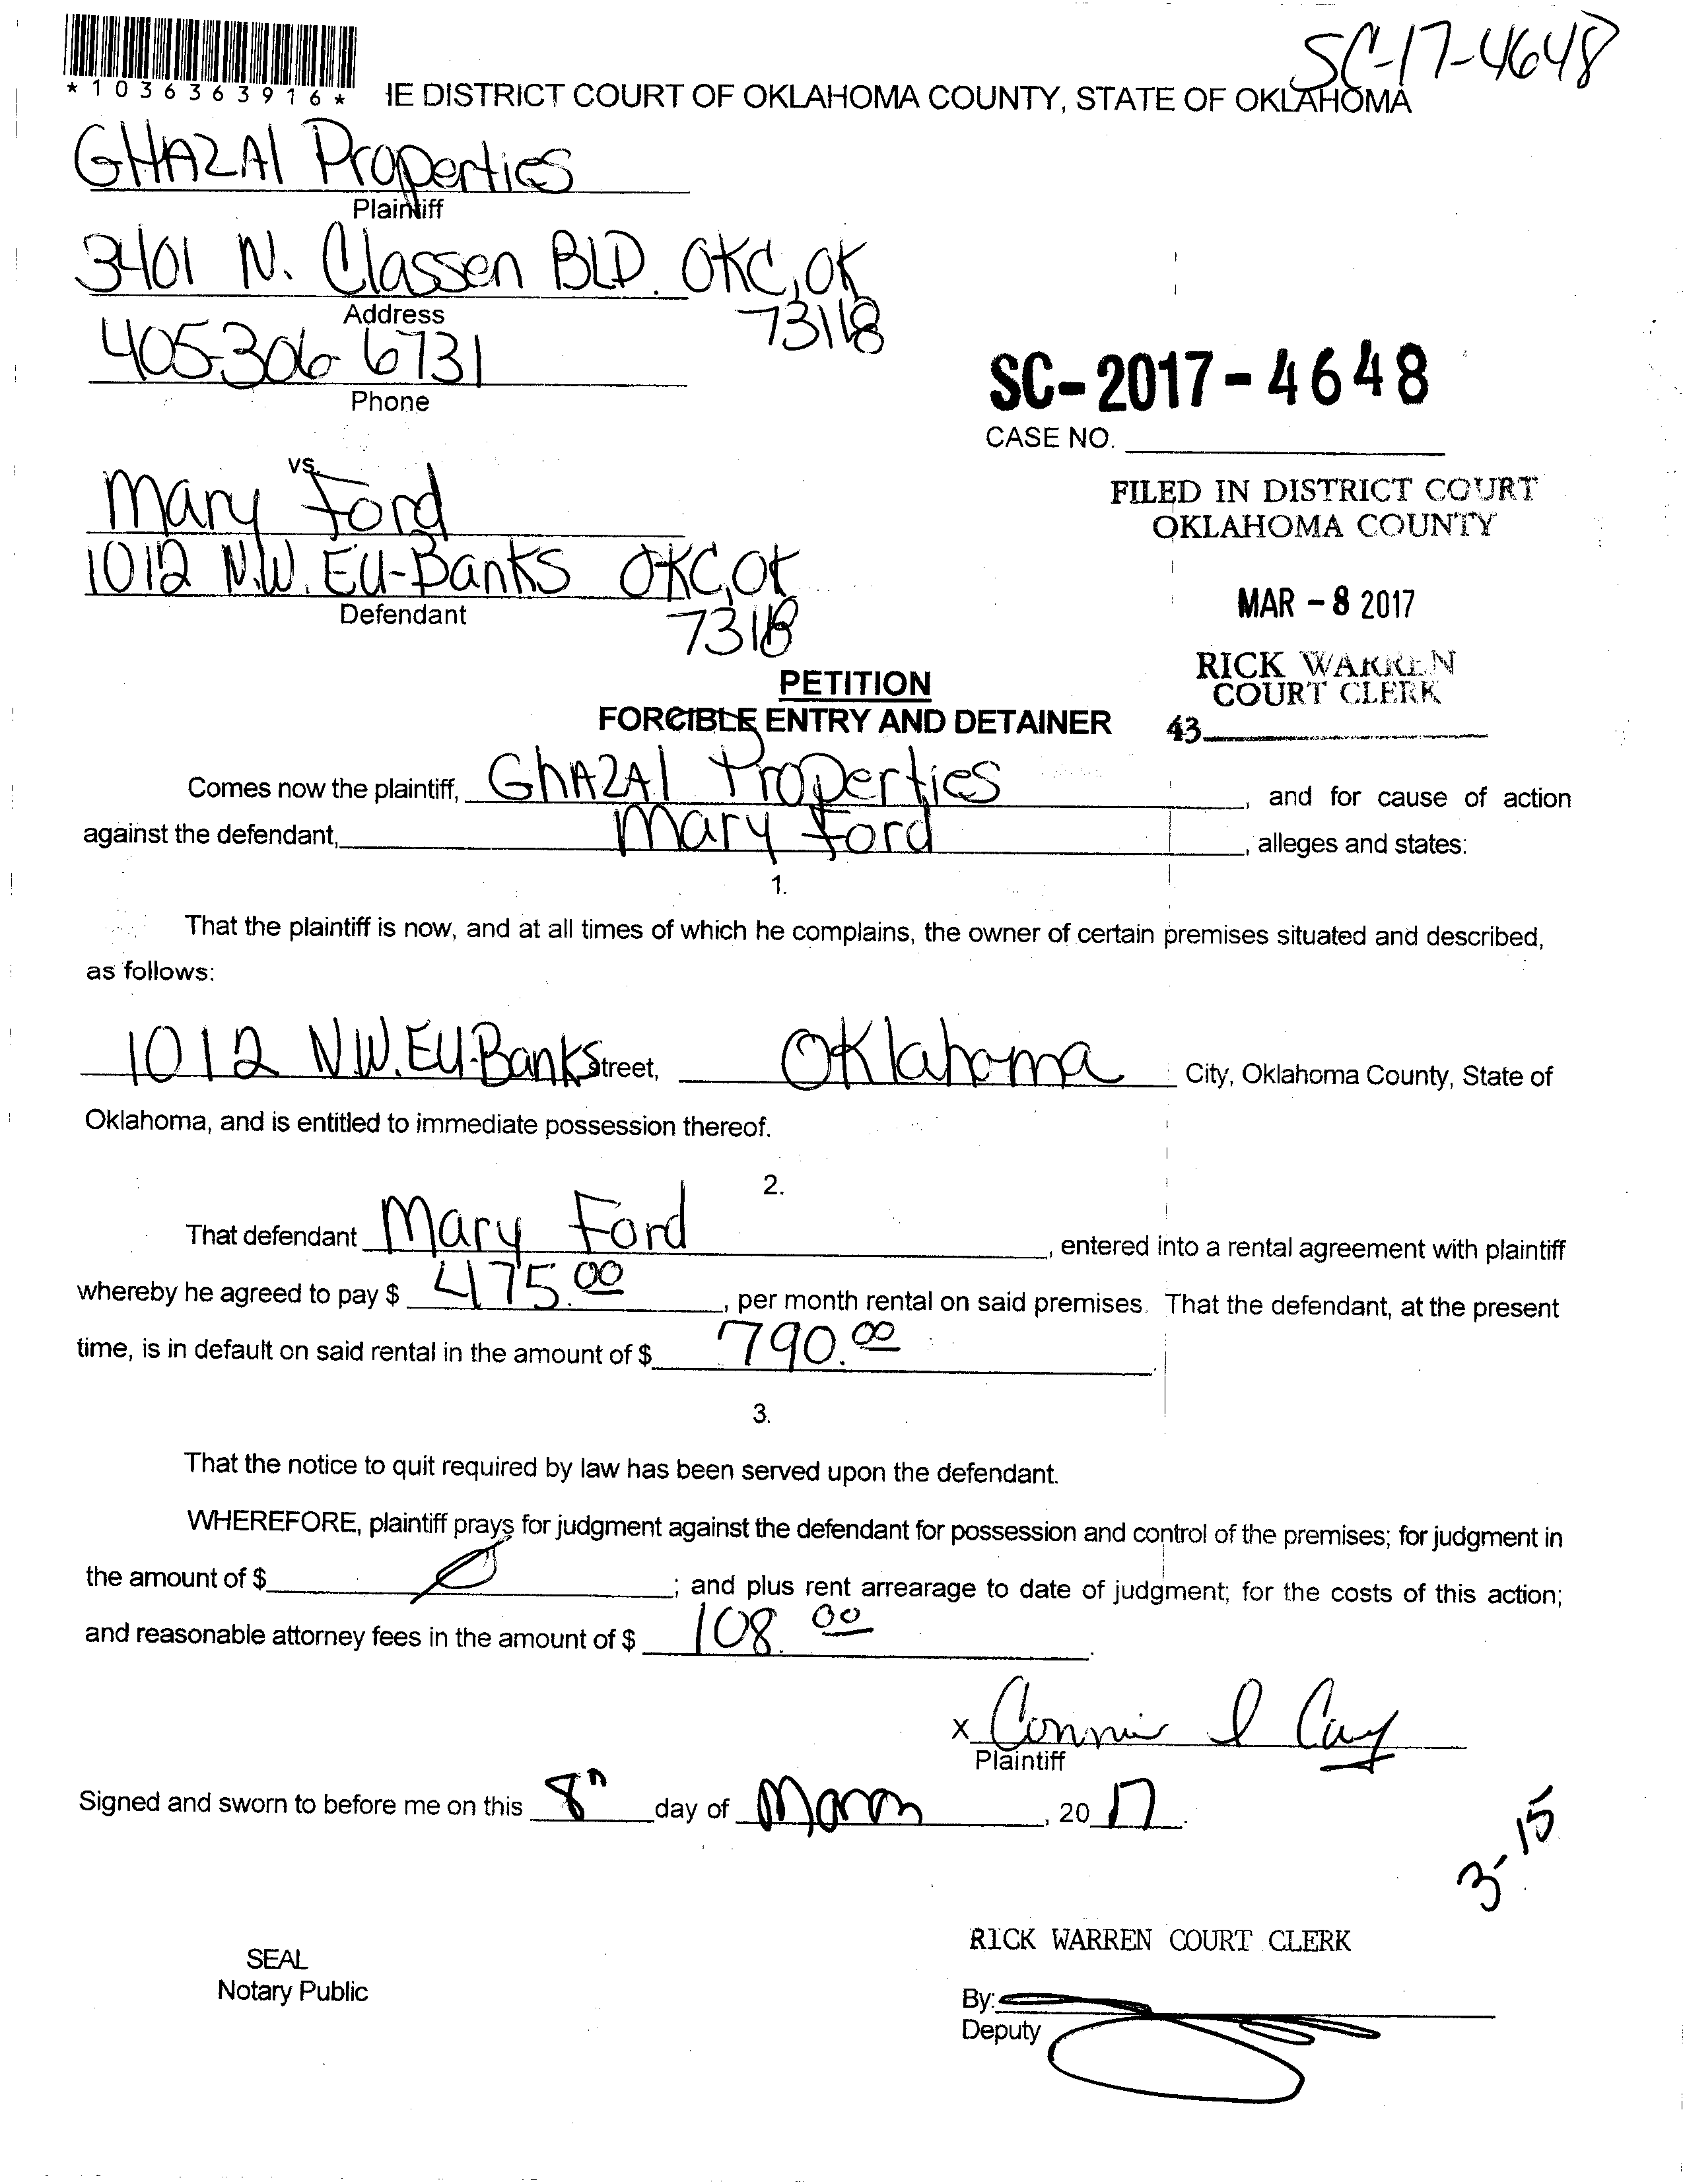 SC-17-4648
*1036363916*
IE DISTRICT COURT OF OKLAHOMA COUNTY, STATE OF OKLAHOMA
GHAZAl Properties
Plaintiff
3401 N. Classen BLD. OKC, OK
73118
Address
405-306-6731
Phone
SC-2017-4648
CASE NO.
vs.
Mary Ford
1012 N.W. EU-Banks OKC, OK
73118
Defendant
FILED IN DISTRICT COURT
OKLAHOMA COUNTY
MAR - 8 2017
RICK WARREN
COURT CLERK
43
PETITION
FORCIBLE ENTRY AND DETAINER
Comes now the plaintiff, GhAZAl Properties, and for cause of action
against the defendant, Mary Ford, alleges and states:
1.
That the plaintiff is now, and at all times of which he complains, the owner of certain premises situated and described,
as follows:
1012 N.W. EU-Banks Street, Oklahoma City, Oklahoma County, State of
Oklahoma, and is entitled to immediate possession thereof.
2.
That defendant Mary Ford, entered into a rental agreement with plaintiff
whereby he agreed to pay $ 475.00, per month rental on said premises. That the defendant, at the present
time, is in default on said rental in the amount of $ 790.00.
3.
That the notice to quit required by law has been served upon the defendant.
WHEREFORE, plaintiff prays for judgment against the defendant for possession and control of the premises; for judgment in
the amount of $ Ø; and plus rent arrearage to date of judgment; for the costs of this action;
and reasonable attorney fees in the amount of $ 108.00.
x Connie
Plaintiff
Signed and sworn to before me on this 8th day of March, 20 17.
3-15
SEAL
Notary Public
RICK WARREN COURT CLERK
By:
Deputy